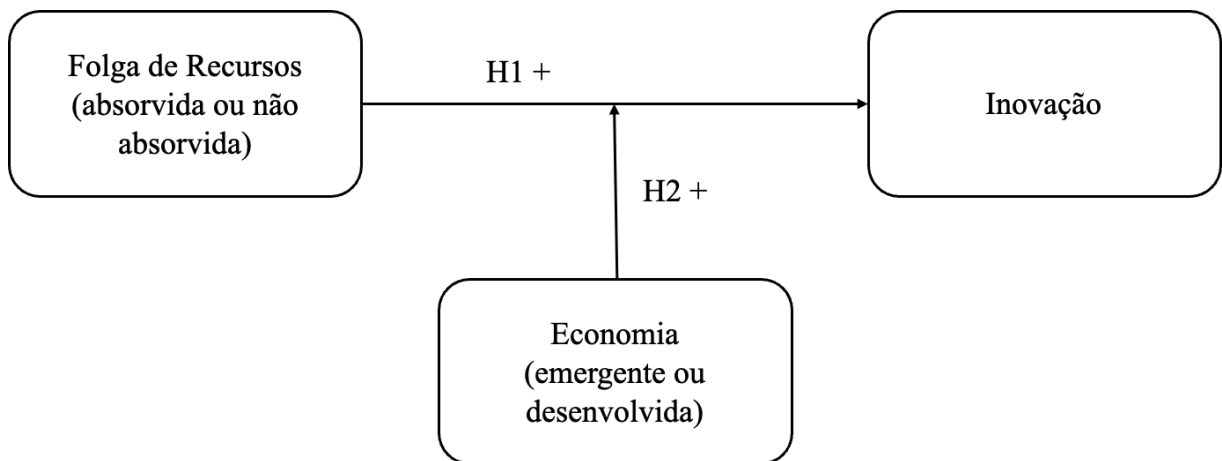 Folga de Recursos
(absorvida ou não
absorvida)
H1 +
Inovação
H2 +
Economia
(emergente ou
desenvolvida)